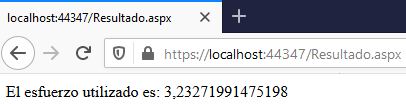 localhost:44347/Resultado.aspx
https://localhost:44347/Resultado.aspx
El esfuerzo utilizado es: 3,23271991475198